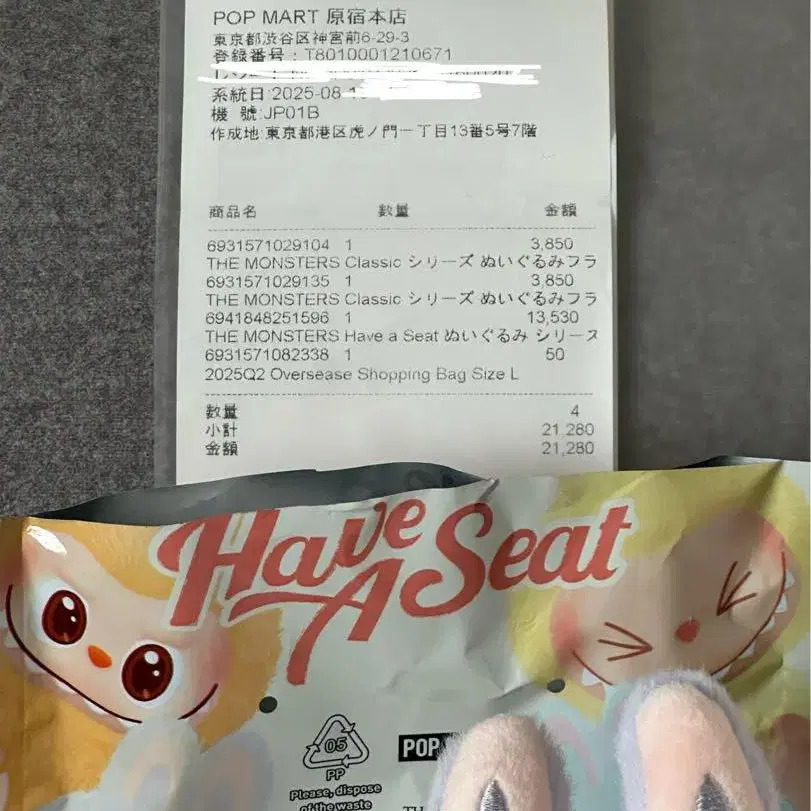 POP MART 原宿本店
東京都渋谷区神宮前6-29-3
登録番号：T8010001210671
系統日:2025-08-1
機 號:JP01B
作成地:東京都港区虎ノ門一丁目13番5号7階
商品名 数量 金額
6931571029104 1 3,850
THE MONSTERS Classic シリーズ ぬいぐるみフラ
6931571029135 1 3,850
THE MONSTERS Classic シリーズ ぬいぐるみフラ
6941848251596 1 13,530
THE MONSTERS Have a Seat ぬいぐるみ シリーズ
6931571082338 1 50
2025Q2 Oversease Shopping Bag Size L
数量 4
小計 21,280
金額 21,280
Have
A Seat
05
PP
POP
Please, dispose
of the waste